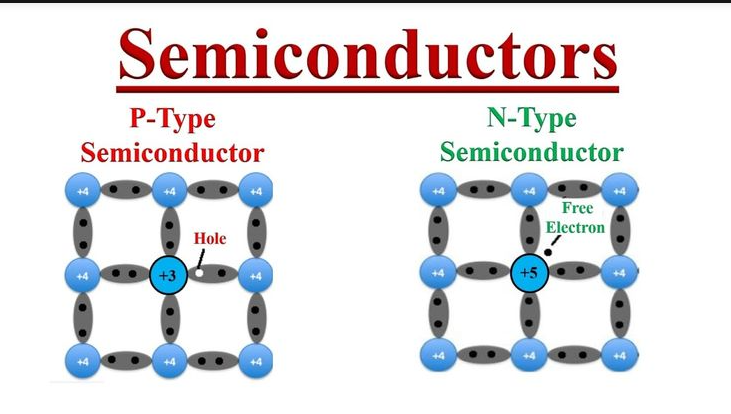 Semiconductors
P-Type
Semiconductor
N-Type
Semiconductor
+4 +4 +4
Hole
+4 +3 +4
+4 +4 +4
+4 +4 +4
Free
Electron
+4 +5 +4
+4 +4 +4